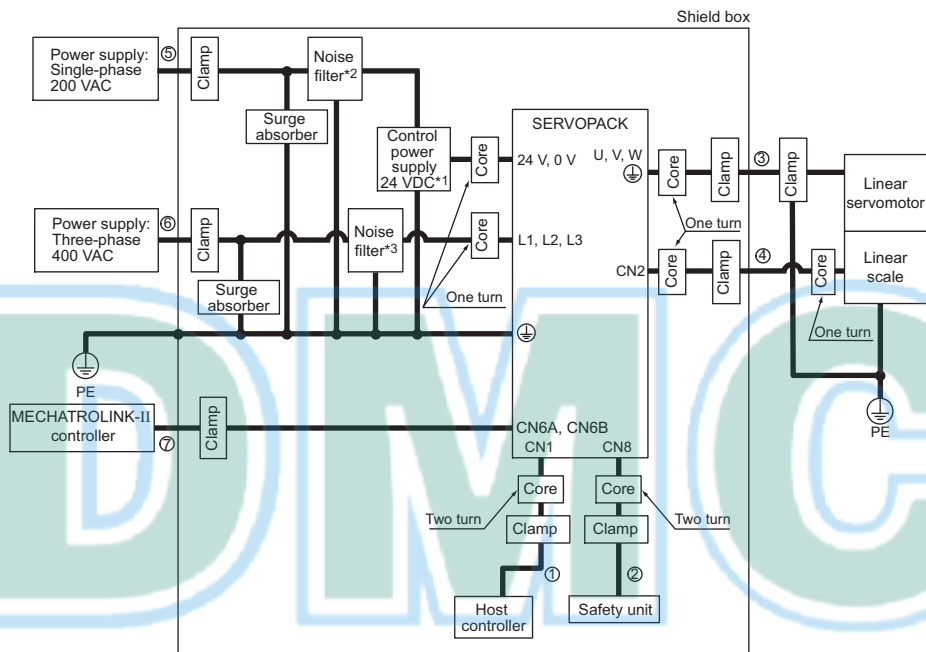 Shield box
Power supply:
Single-phase
200 VAC
⑤
Clamp
Noise
filter*2
Surge
absorber
Control
power
supply
24 VDC*1
Core
SERVOPACK
24 V, 0 V
U, V, W
Core
Clamp
③
Clamp
Linear
servomotor
Power supply:
Three-phase
400 VAC
⑥
Clamp
Noise
filter*3
Core
L1, L2, L3
One turn
④
CN2
Core
Clamp
Core
Linear
scale
Surge
absorber
One turn
One turn
PE
PE
MECHATROLINK-II
controller
⑦
Clamp
CN6A, CN6B
CN1
CN8
Core
Core
Two turn
Two turn
Clamp
Clamp
①
②
Host
controller
Safety unit
DMC